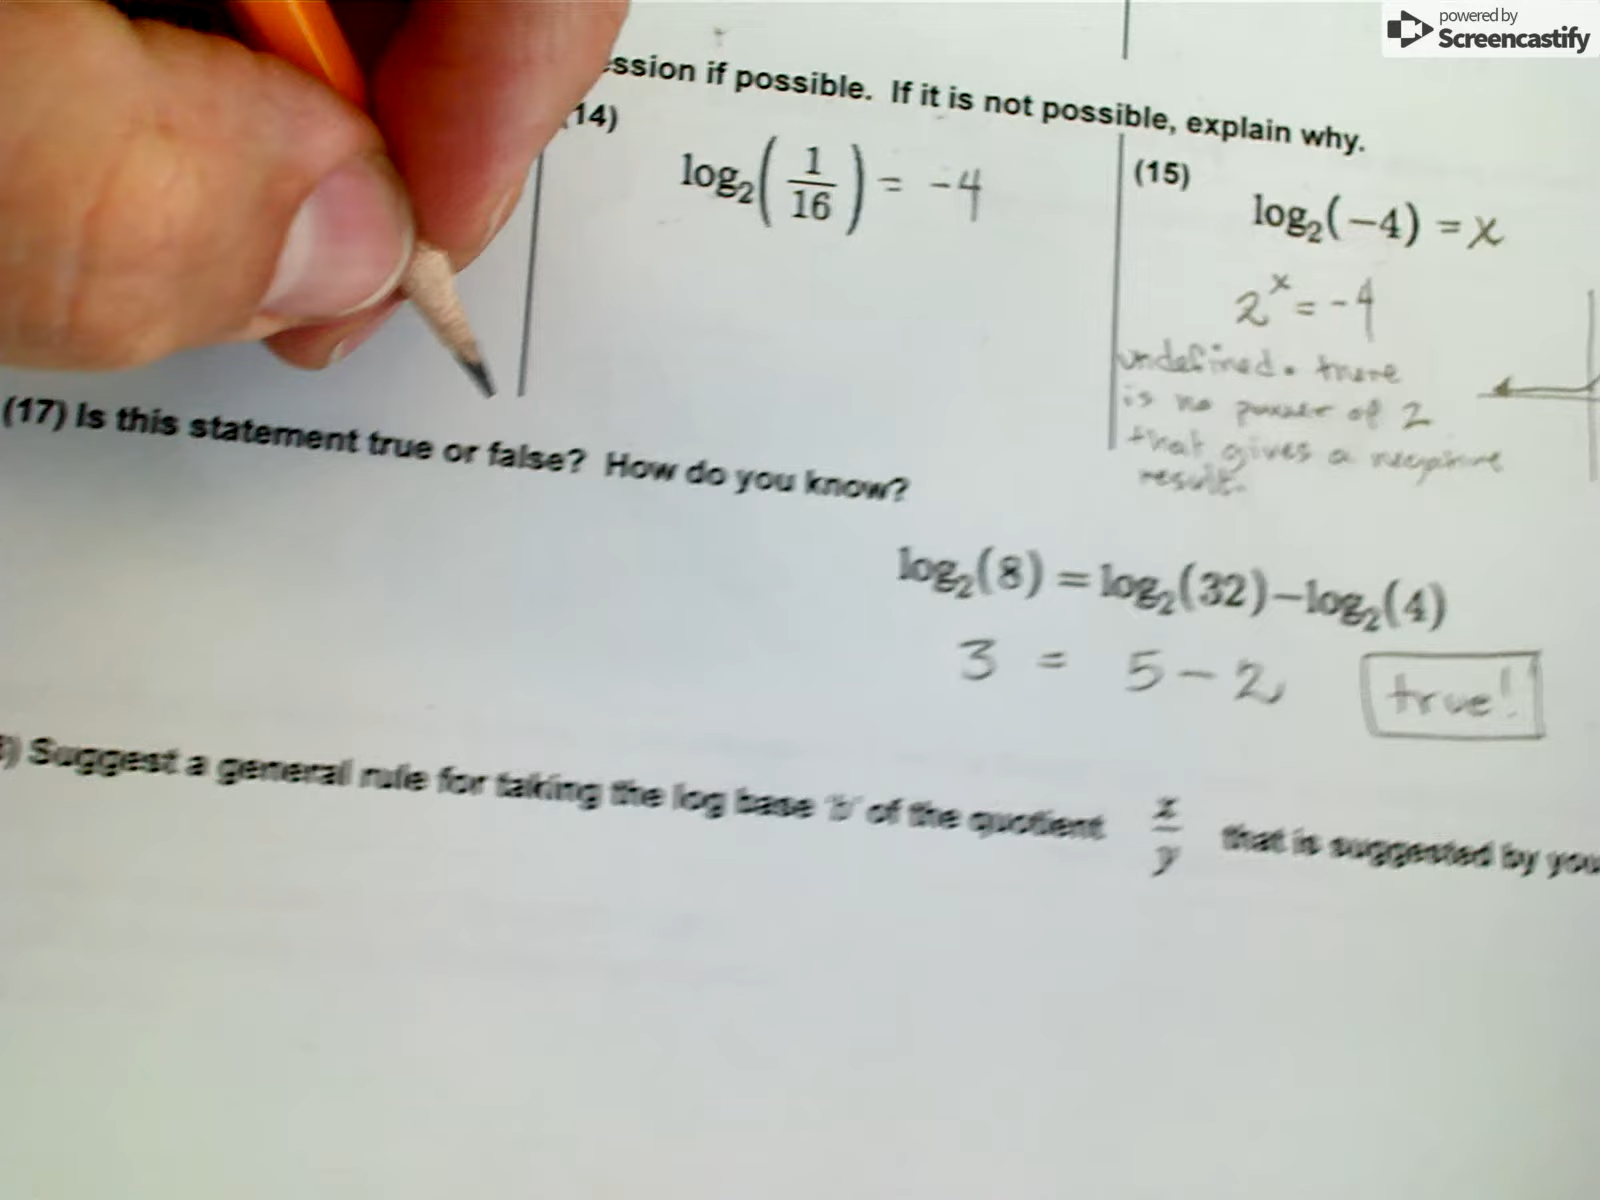 powered by
Screencastify
ession if possible. If it is not possible, explain why.
(14)
log₂(1/16) = -4
(15)
log₂(−4) = x
2ˣ = -4
undefined. there
is no power of 2
that gives a negative
result.
(17) Is this statement true or false? How do you know?
log₂(8) = log₂(32)−log₂(4)
3 = 5 - 2
true!
) Suggest a general rule for taking the log base 'b' of the quotient x/y that is suggested by you